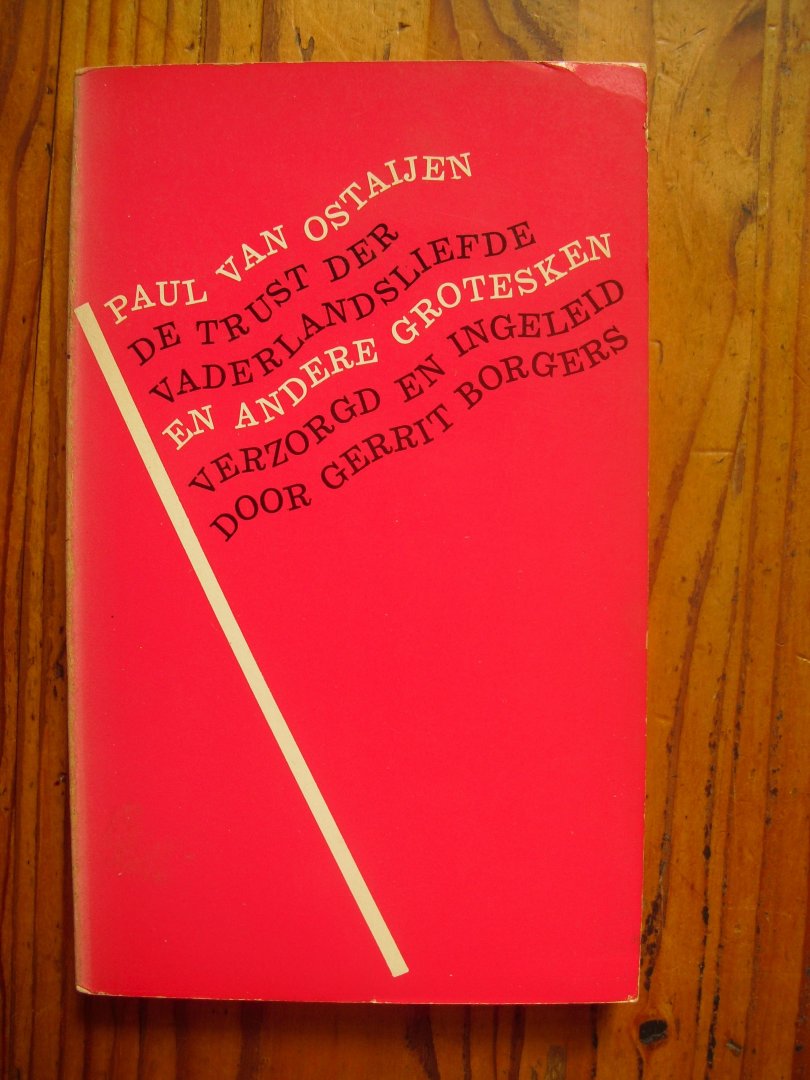 PAUL VAN OSTAIJEN
DE TRUST DER
VADERLANDSLIEFDE
EN ANDERE GROTESKEN
VERZORGD EN INGELEID
DOOR GERRIT BORGERS